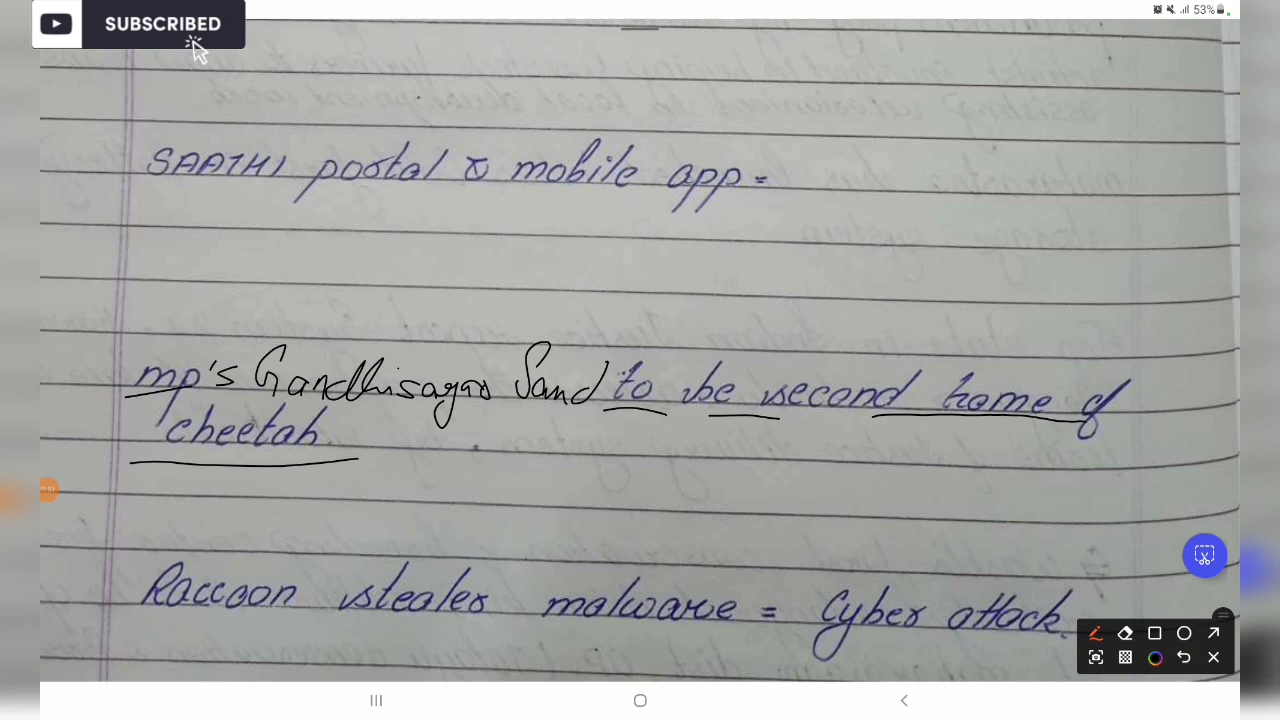 SUBSCRIBED
53%
SAATHI portal & mobile app =
MP's Gandhisagar Sand to be second home of
cheetah
Raccoon stealer malware = Cyber attack.